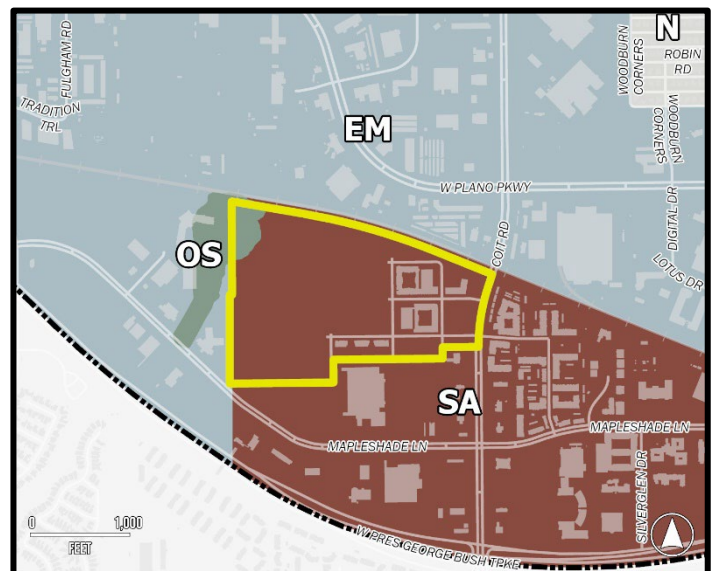 FULGHAM RD
TRADITION
TRL
EM
N
WOODBURN
CORNERS
ROBIN
RD
WOODBURN
CORNERS
W PLANO PKWY
COIT RD
DIGITAL DR
LOTUS DR
OS
SA
MAPLESHADE LN
MAPLESHADE LN
SILVERGLEN DR
W PRES GEORGE BUSH TPKE
0 1,000
FEET